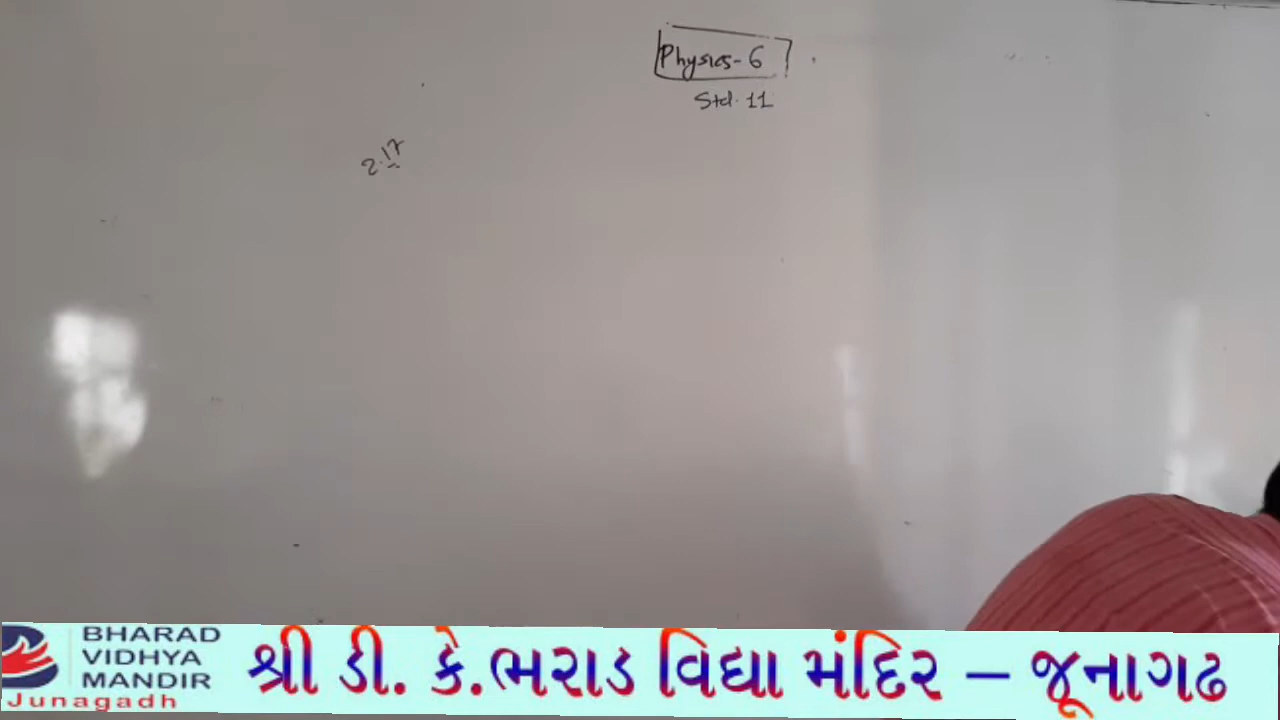 Physics-6
Std. 11
2.17
BHARAD
VIDHYA
MANDIR
Junagadh
શ્રી ડી. કે.ભરાડ વિદ્યા મંદિર – જૂનાગઢ